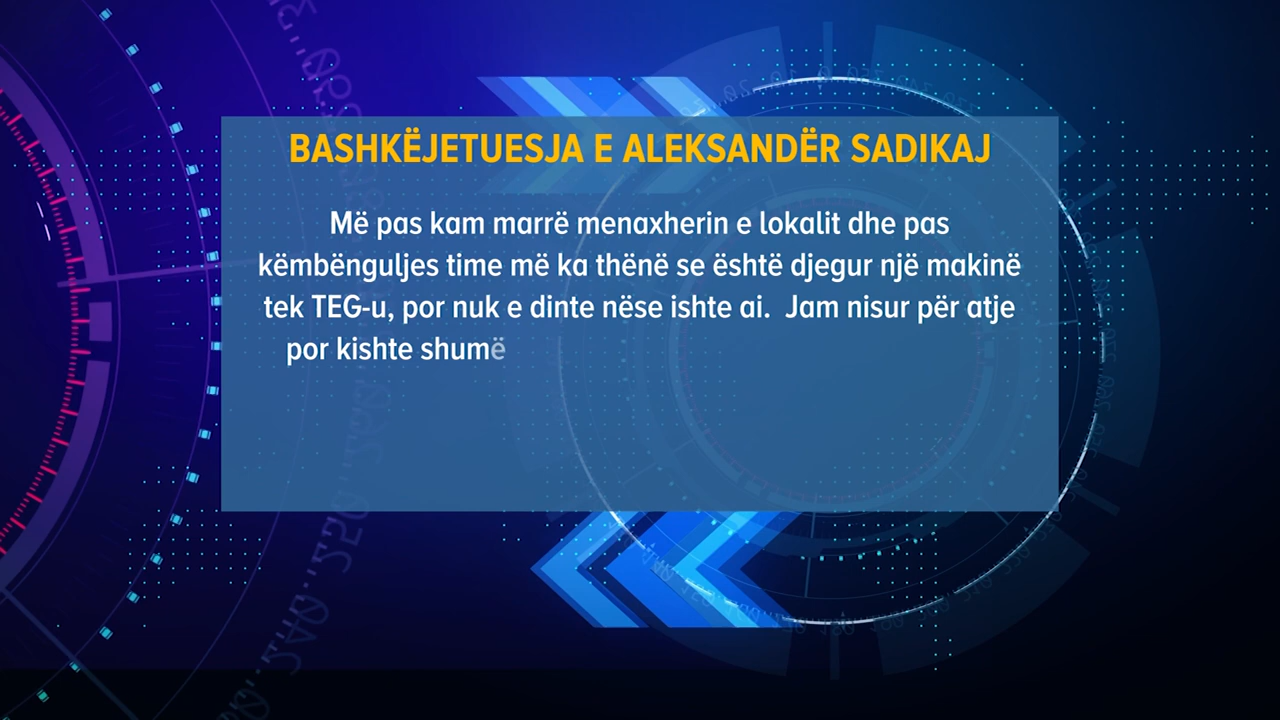 BASHKËJETUESJA E ALEKSANDËR SADIKAJ
Më pas kam marrë menaxherin e lokalit dhe pas
këmbënguljes time më ka thënë se është djegur një makinë
tek TEG-u, por nuk e dinte nëse ishte ai.  Jam nisur për atje
por kishte shumë